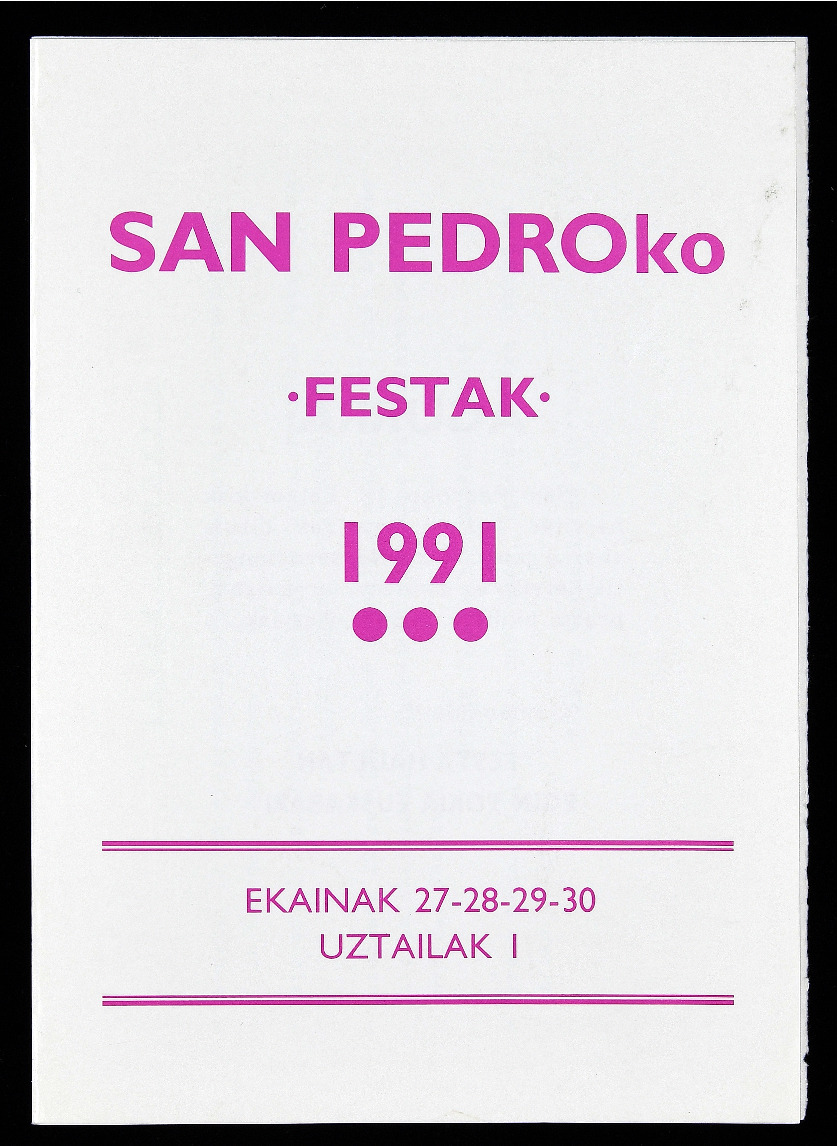 SAN PEDROko
·FESTAK·
1991
EKAINAK 27-28-29-30
UZTAILAK 1